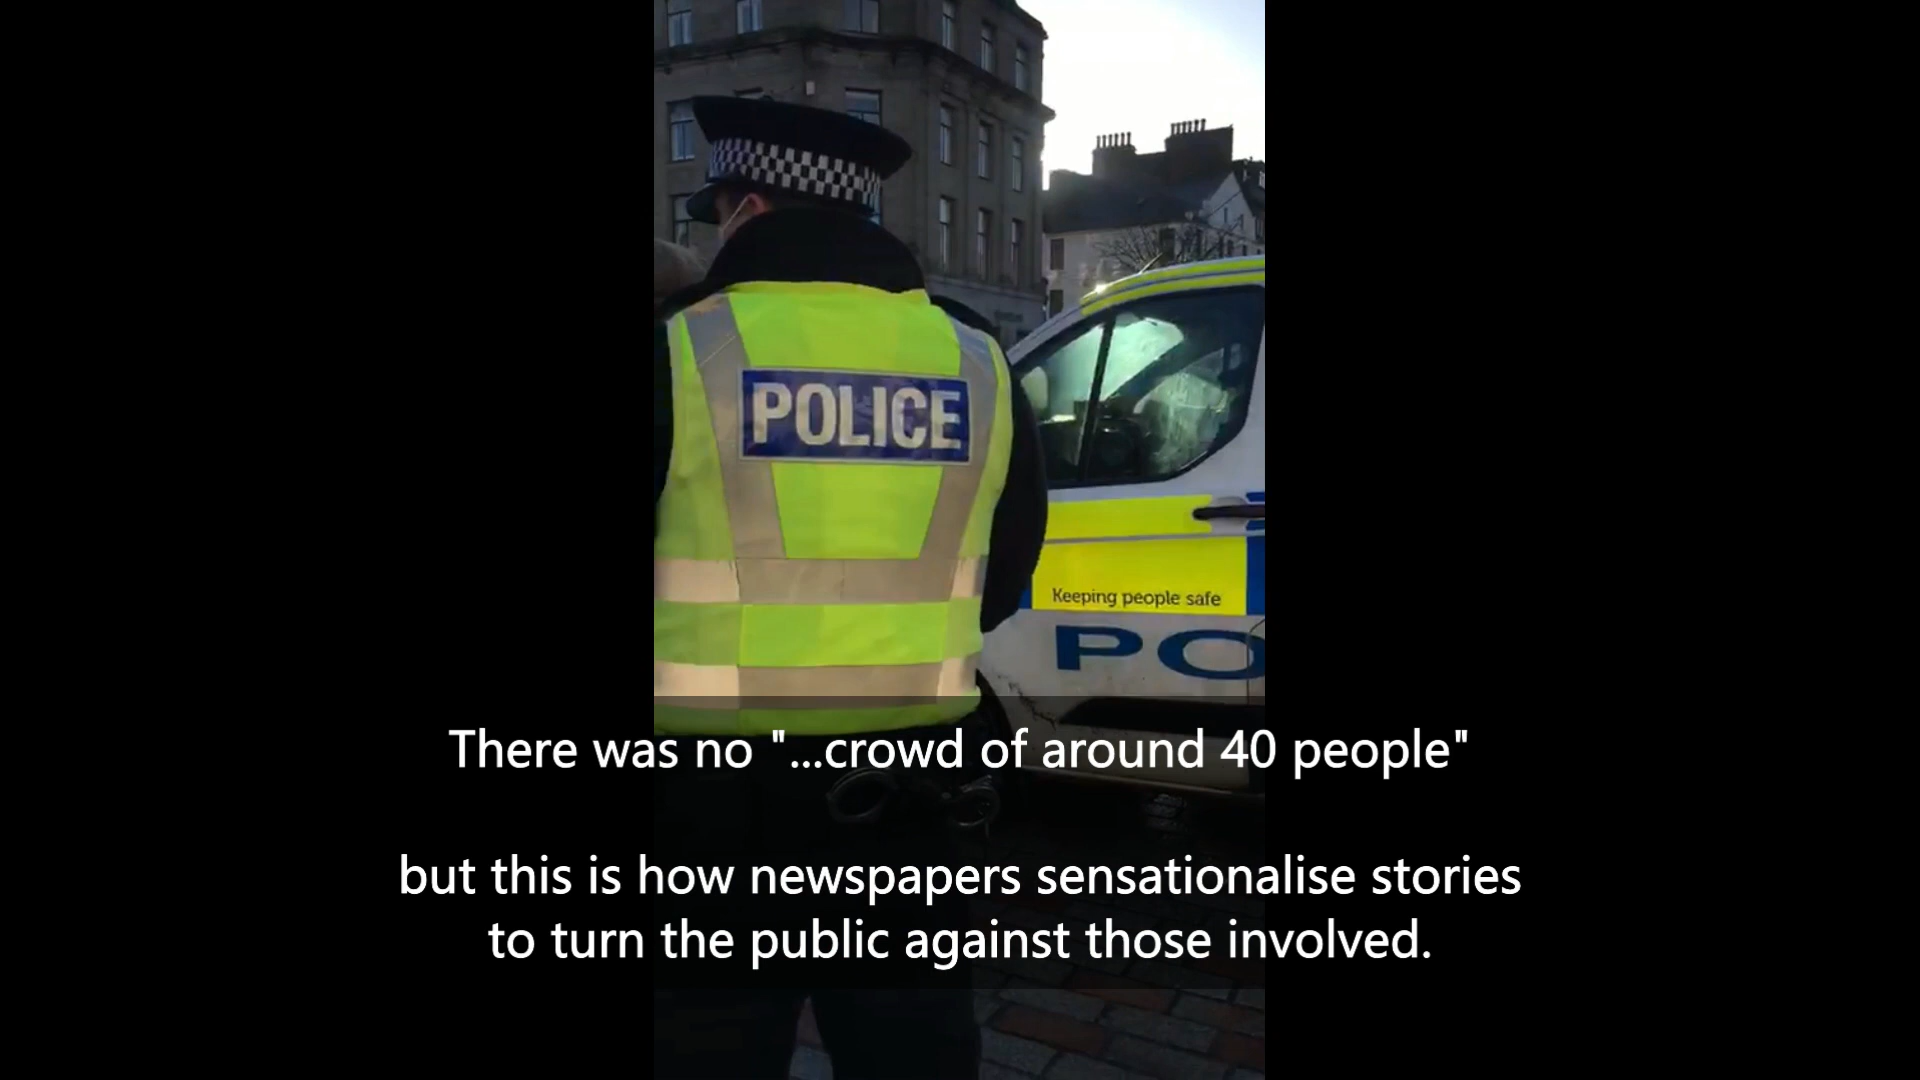 POLICE
Keeping people safe
PO
There was no "...crowd of around 40 people"
but this is how newspapers sensationalise stories
to turn the public against those involved.